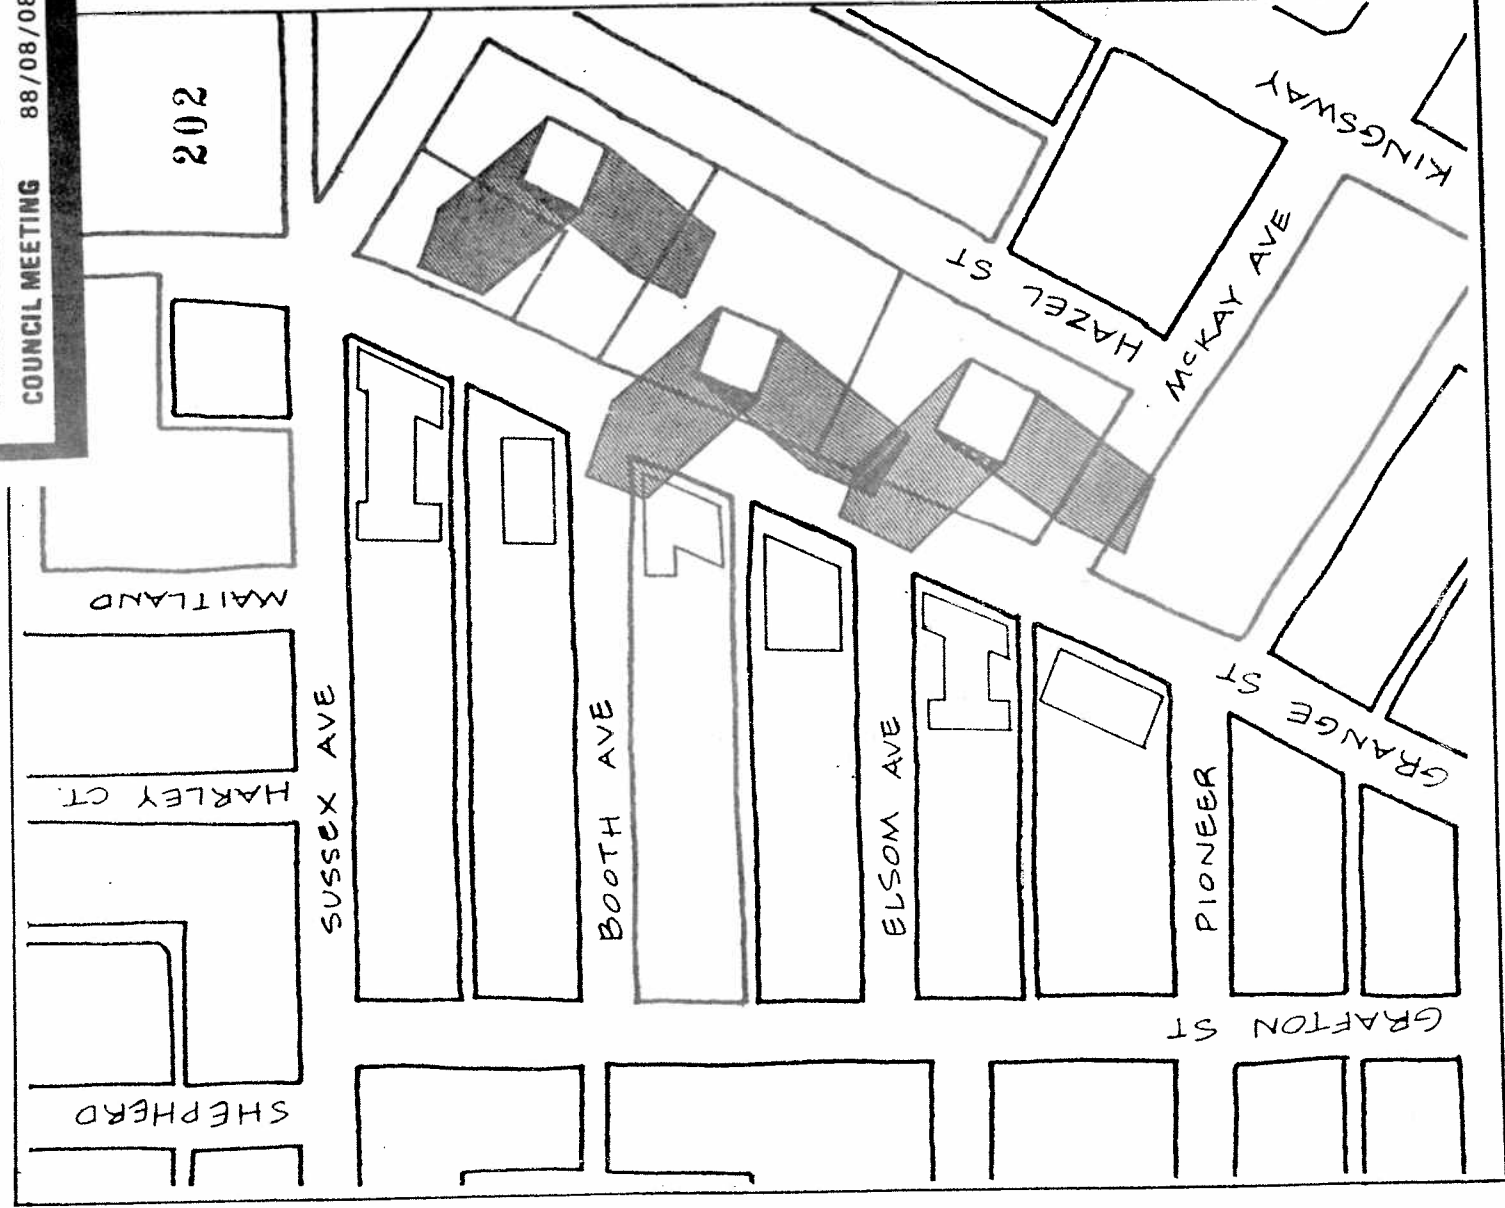 COUNCIL MEETING 88/08/08
202
KINGSWAY
HAZEL ST
McKAY AVE
MAITLAND
GRANGE ST
HARLEY CT.
SUSSEX AVE
BOOTH AVE
ELSOM AVE
PIONEER
GRAFTON ST
SHEPHERD